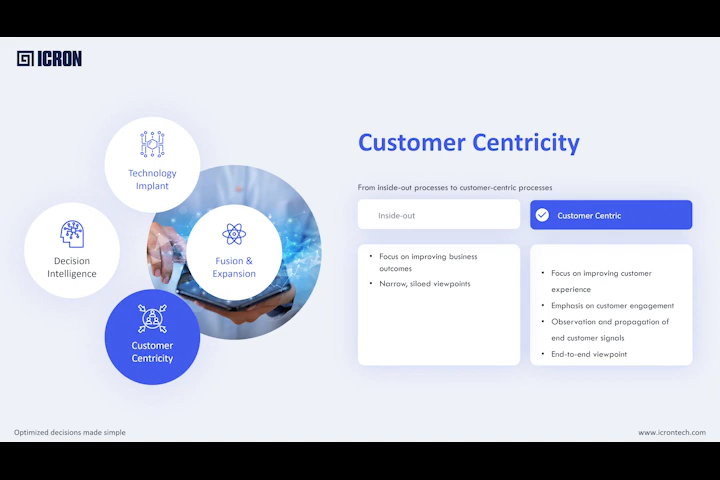 ICRON
Technology
Implant
Decision
Intelligence
Fusion &
Expansion
Customer
Centricity
Customer Centricity
From inside-out processes to customer-centric processes
Inside-out
• Focus on improving business
outcomes
• Narrow, siloed viewpoints
Customer Centric
• Focus on improving customer
experience
• Emphasis on customer engagement
• Observation and propagation of
end customer signals
• End-to-end viewpoint
Optimized decisions made simple
www.icrontech.com